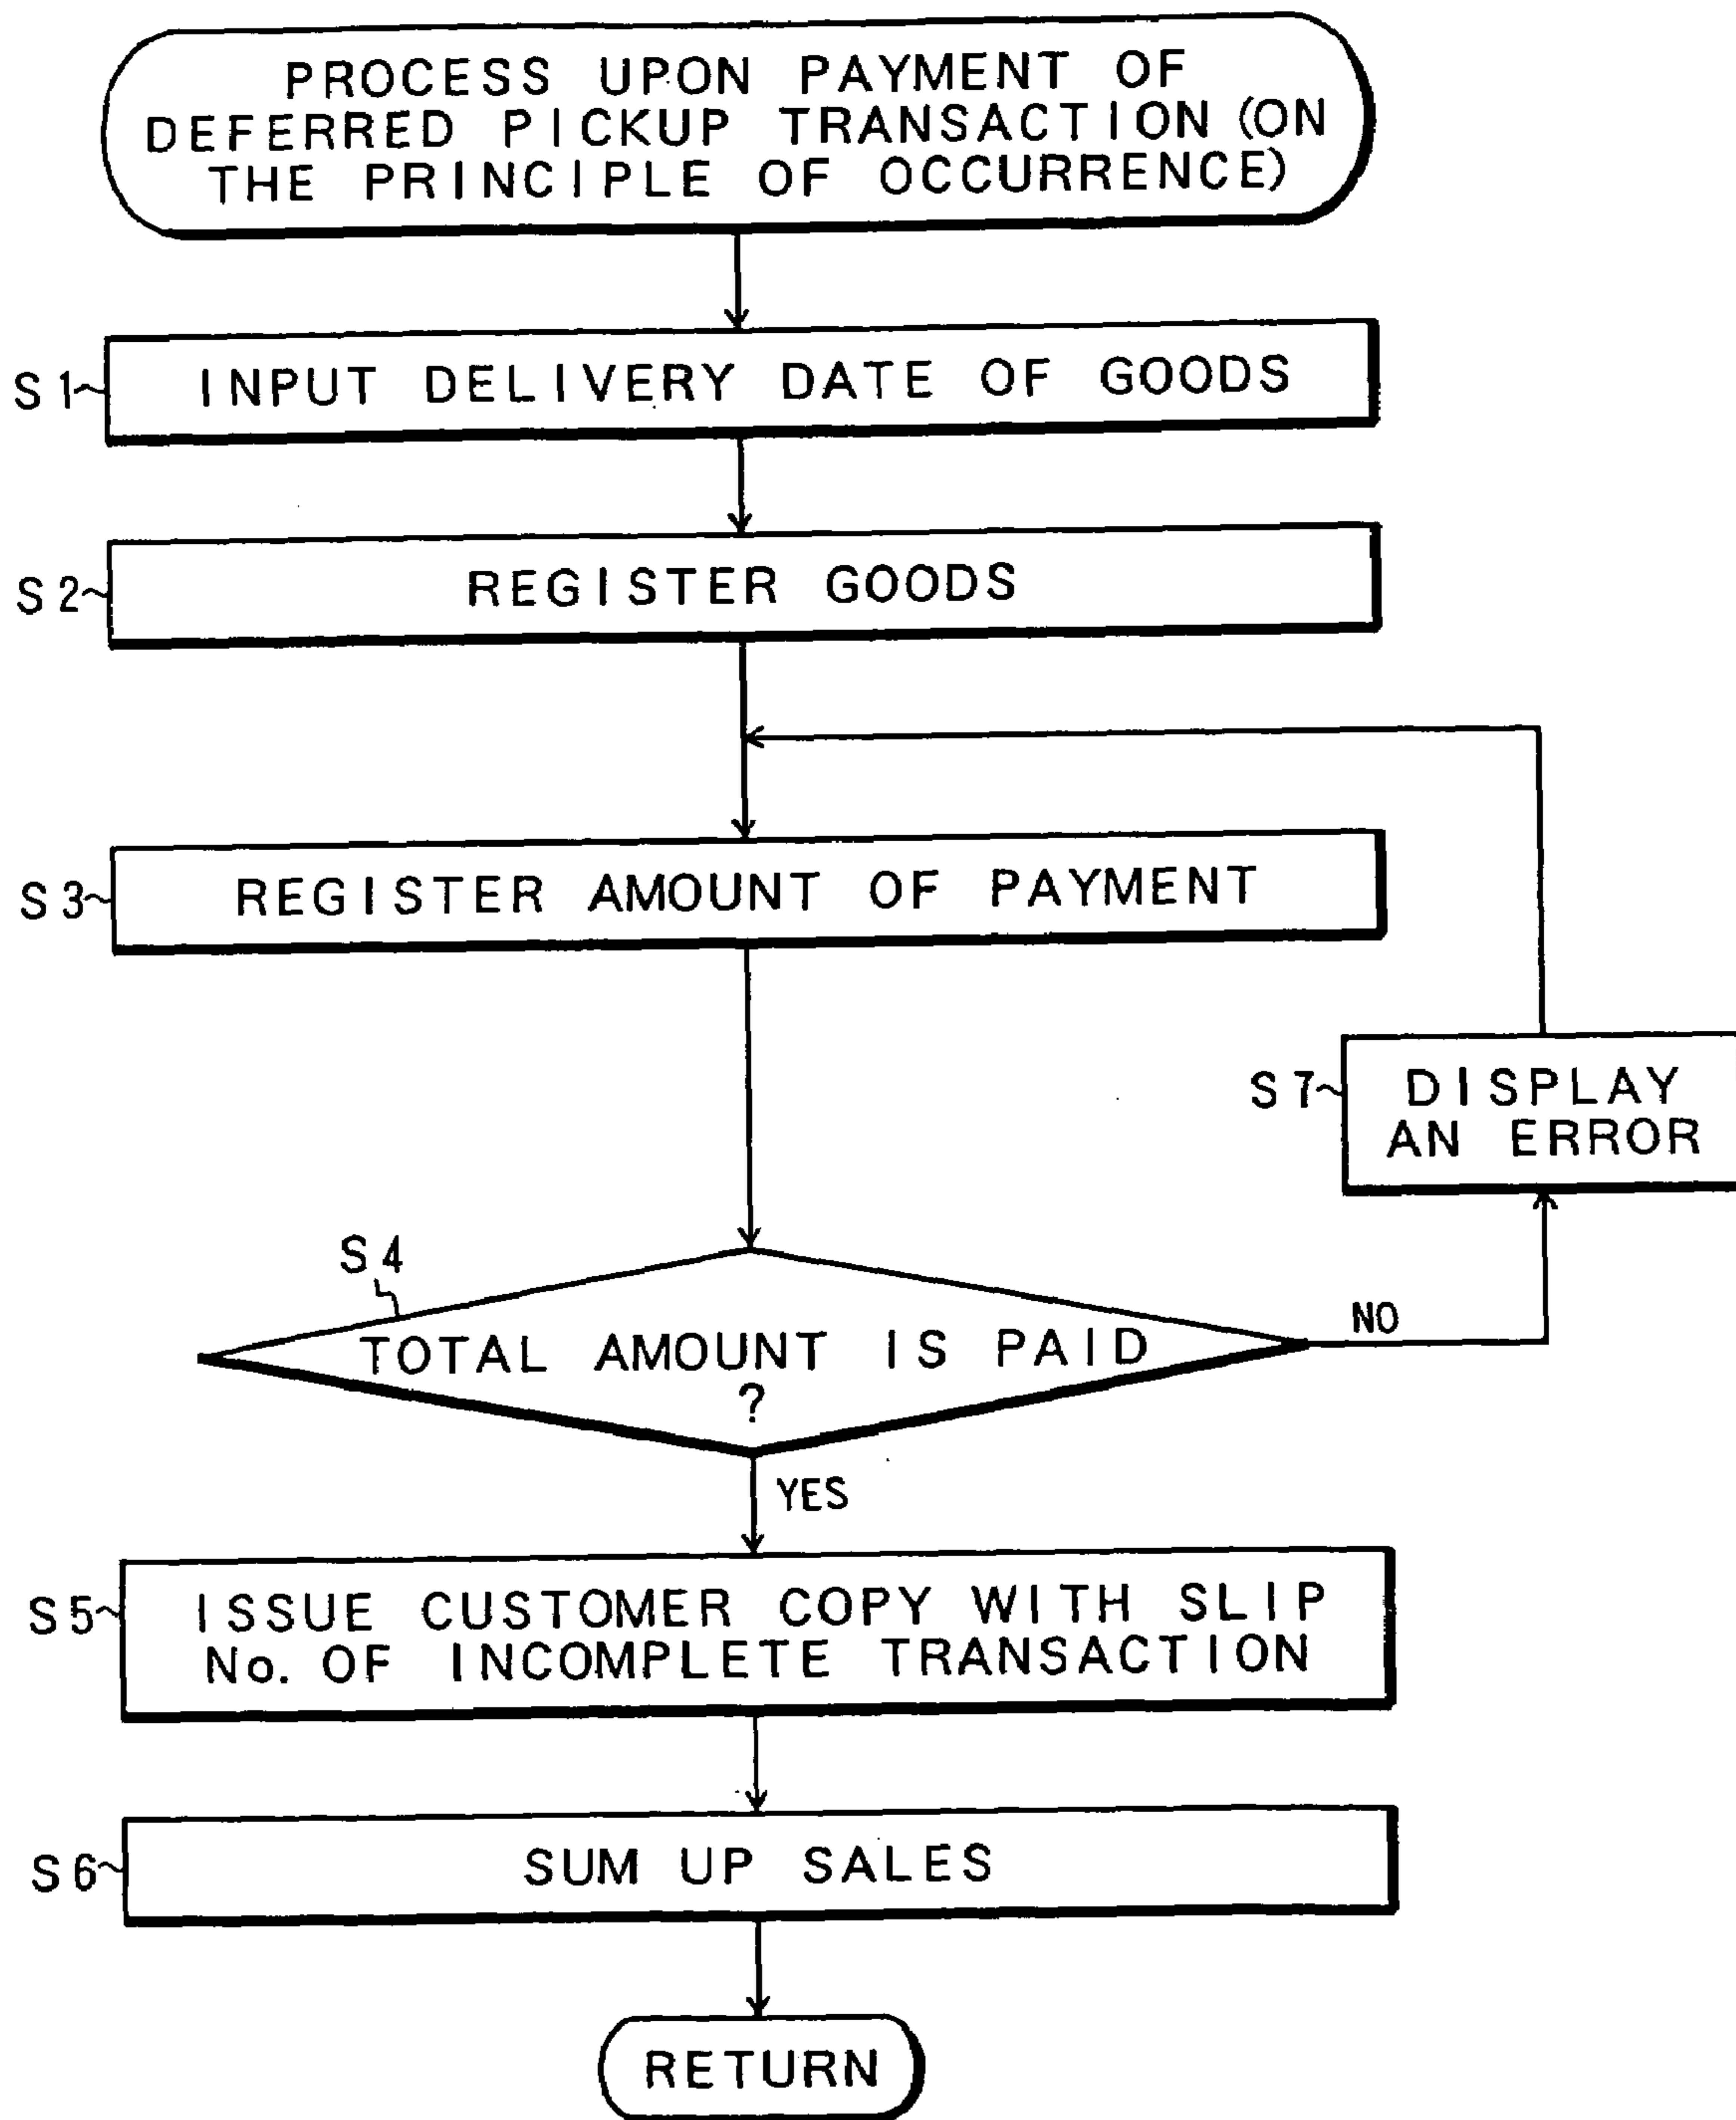 PROCESS UPON PAYMENT OF
DEFERRED PICKUP TRANSACTION (ON
THE PRINCIPLE OF OCCURRENCE)
S1
INPUT DELIVERY DATE OF GOODS
S2
REGISTER GOODS
S3
REGISTER AMOUNT OF PAYMENT
S7
DISPLAY
AN ERROR
S4
TOTAL AMOUNT IS PAID
?
NO
YES
S5
ISSUE CUSTOMER COPY WITH SLIP
No. OF INCOMPLETE TRANSACTION
S6
SUM UP SALES
RETURN